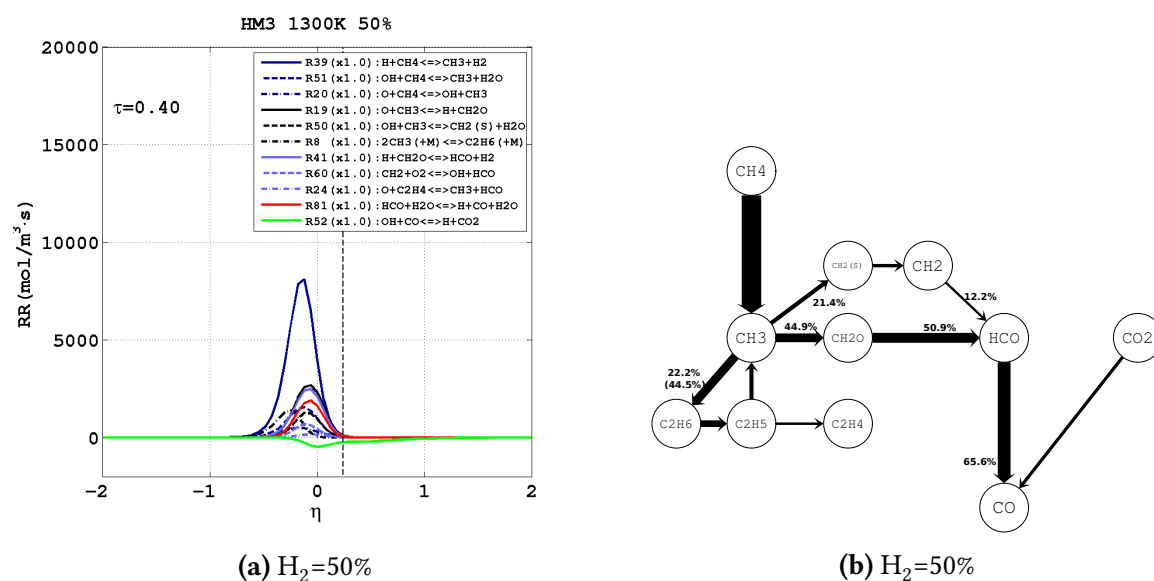 HM3 1300K 50%
20000
15000
10000
5000
0
RR(mol/m³·s)
τ=0.40
R39(x1.0):H+CH4<=>CH3+H2
R51(x1.0):OH+CH4<=>CH3+H2O
R20(x1.0):O+CH4<=>OH+CH3
R19(x1.0):O+CH3<=>H+CH2O
R50(x1.0):OH+CH3<=>CH2(S)+H2O
R8 (x1.0):2CH3(+M)<=>C2H6(+M)
R41(x1.0):H+CH2O<=>HCO+H2
R60(x1.0):CH2+O2<=>OH+HCO
R24(x1.0):O+C2H4<=>CH3+HCO
R81(x1.0):HCO+H2O<=>H+CO+H2O
R52(x1.0):OH+CO<=>H+CO2
−2 −1 0 1 2
η
(a) H₂=50%
CH4
CH2(S) CH2
21.4% 12.2%
CH3 44.9% CH2O 50.9% HCO CO2
22.2%
(44.5%)
C2H6 C2H5 C2H4
65.6%
CO
(b) H₂=50%